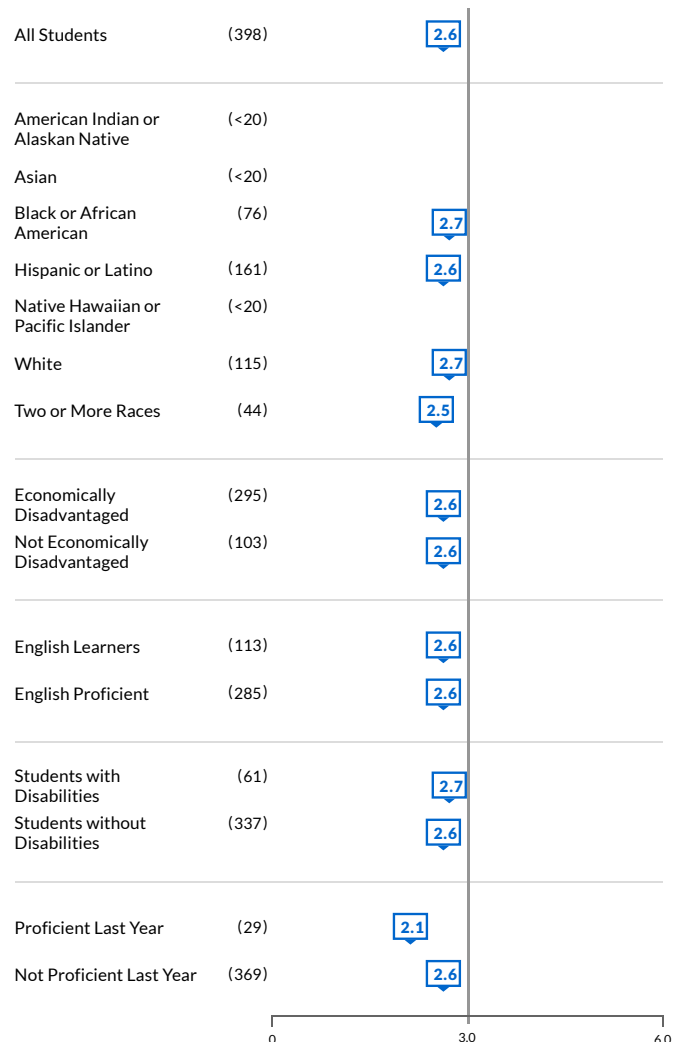 All Students (398) 2.6
American Indian or (<20)
Alaskan Native
Asian (<20)
Black or African (76) 2.7
American
Hispanic or Latino (161) 2.6
Native Hawaiian or (<20)
Pacific Islander
White (115) 2.7
Two or More Races (44) 2.5
Economically (295) 2.6
Disadvantaged
Not Economically (103) 2.6
Disadvantaged
English Learners (113) 2.6
English Proficient (285) 2.6
Students with (61) 2.7
Disabilities
Students without (337) 2.6
Disabilities
Proficient Last Year (29) 2.1
Not Proficient Last Year (369) 2.6
0 3.0 6.0